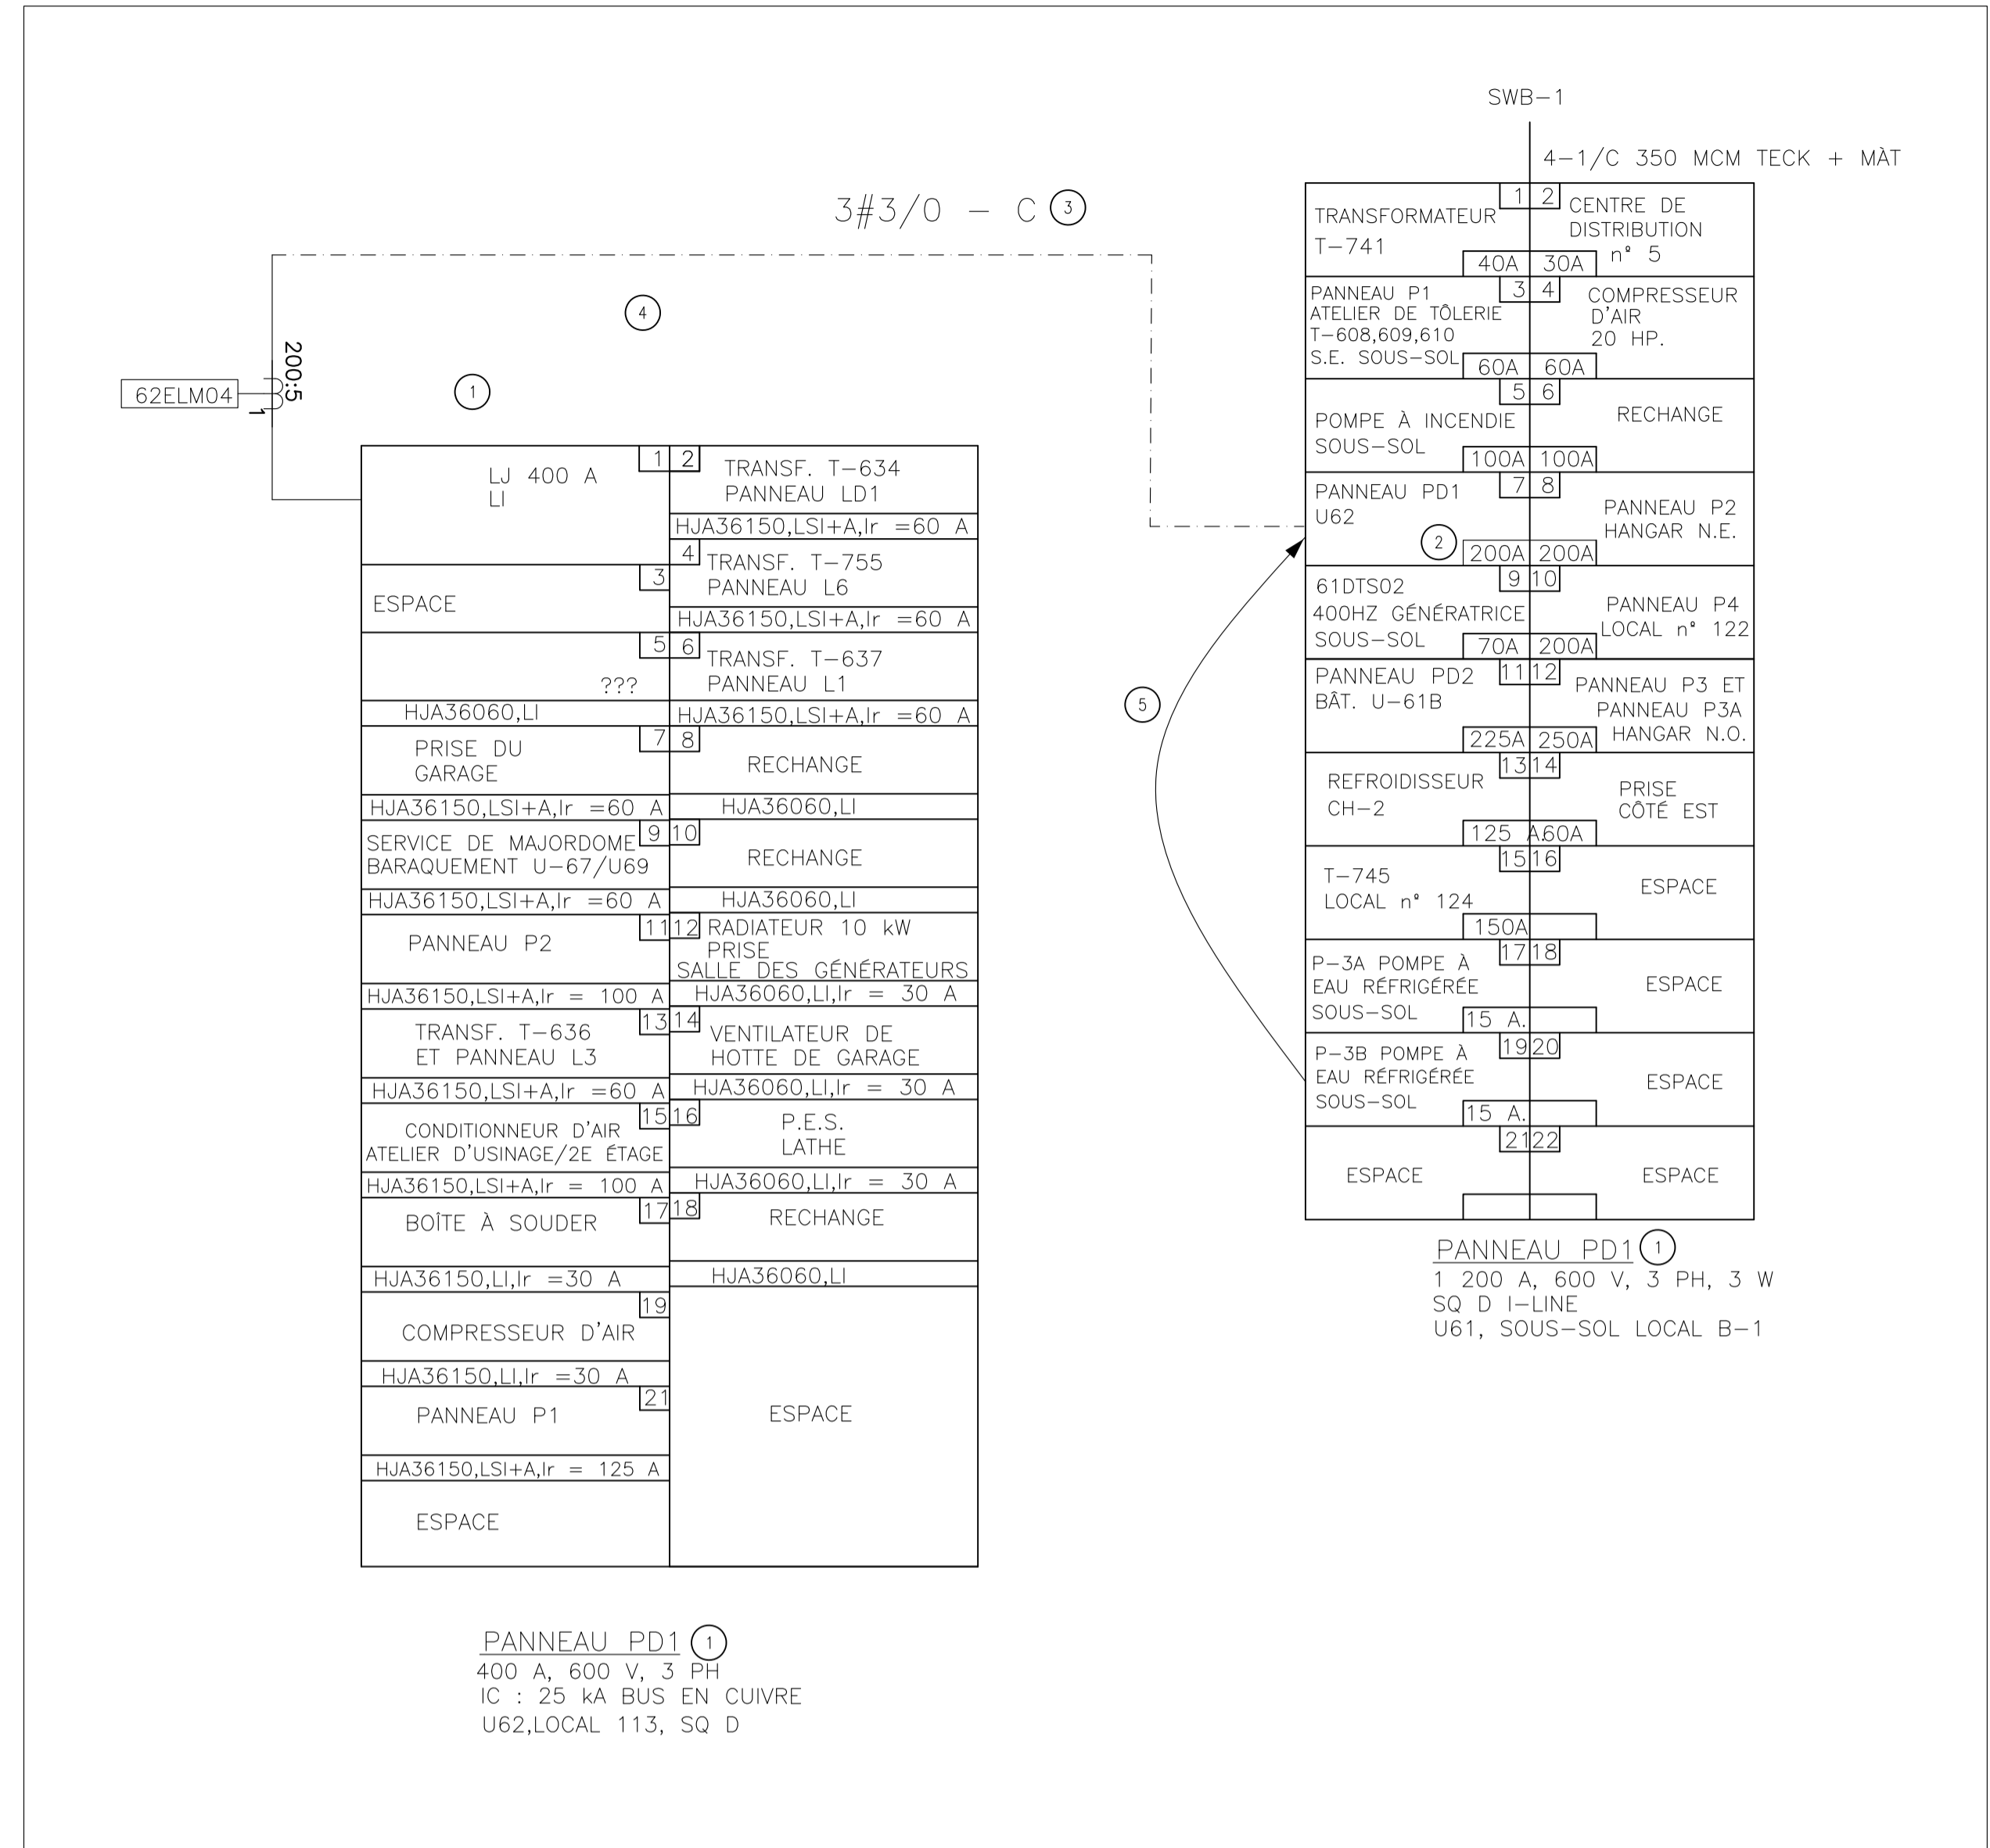 SWB-1
4-1/C 350 MCM TECK + MÀT
3#3/0 - C 3
4
1
200:5
1
62ELM04
1 2
LJ 400 A
LI
TRANSF. T-634
PANNEAU LD1
HJA36150,LSI+A,Ir =60 A
3
ESPACE
4
TRANSF. T-755
PANNEAU L6
HJA36150,LSI+A,Ir =60 A
5 6
???
HJA36060,LI
TRANSF. T-637
PANNEAU L1
HJA36150,LSI+A,Ir =60 A
7 8
PRISE DU
GARAGE
HJA36150,LSI+A,Ir =60 A
RECHANGE
HJA36060,LI
9 10
SERVICE DE MAJORDOME
BARAQUEMENT U-67/U69
HJA36150,LSI+A,Ir =60 A
RECHANGE
HJA36060,LI
11 12
PANNEAU P2
HJA36150,LSI+A,Ir = 100 A
RADIATEUR 10 kW
PRISE
SALLE DES GÉNÉRATEURS
HJA36060,LI,Ir = 30 A
13 14
TRANSF. T-636
ET PANNEAU L3
HJA36150,LSI+A,Ir =60 A
VENTILATEUR DE
HOTTE DE GARAGE
HJA36060,LI,Ir = 30 A
15 16
CONDITIONNEUR D'AIR
ATELIER D'USINAGE/2E ÉTAGE
HJA36150,LSI+A,Ir = 100 A
P.E.S.
LATHE
HJA36060,LI,Ir = 30 A
17 18
BOÎTE À SOUDER
HJA36150,LI,Ir =30 A
RECHANGE
HJA36060,LI
19
COMPRESSEUR D'AIR
HJA36150,LI,Ir =30 A
21
PANNEAU P1
HJA36150,LSI+A,Ir = 125 A
ESPACE
ESPACE
PANNEAU PD1 1
400 A, 600 V, 3 PH
IC : 25 kA BUS EN CUIVRE
U62,LOCAL 113, SQ D
5
1 2
TRANSFORMATEUR
T-741
40A
CENTRE DE
DISTRIBUTION
n° 5
30A
3 4
PANNEAU P1
ATELIER DE TÔLERIE
T-608,609,610
S.E. SOUS-SOL
60A
COMPRESSEUR
D'AIR
20 HP.
60A
5 6
POMPE À INCENDIE
SOUS-SOL
100A
RECHANGE
100A
7 8
PANNEAU PD1
U62
2
200A
PANNEAU P2
HANGAR N.E.
200A
9 10
61DTS02
400HZ GÉNÉRATRICE
SOUS-SOL
70A
PANNEAU P4
LOCAL n° 122
200A
11 12
PANNEAU PD2
BÂT. U-61B
225A
PANNEAU P3 ET
PANNEAU P3A
HANGAR N.O.
250A
13 14
REFROIDISSEUR
CH-2
125 A.
PRISE
CÔTÉ EST
60A
15 16
T-745
LOCAL n° 124
150A
ESPACE
17 18
P-3A POMPE À
EAU RÉFRIGÉRÉE
SOUS-SOL
15 A.
ESPACE
19 20
P-3B POMPE À
EAU RÉFRIGÉRÉE
SOUS-SOL
15 A.
ESPACE
21 22
ESPACE
ESPACE
PANNEAU PD1 1
1 200 A, 600 V, 3 PH, 3 W
SQ D I-LINE
U61, SOUS-SOL LOCAL B-1